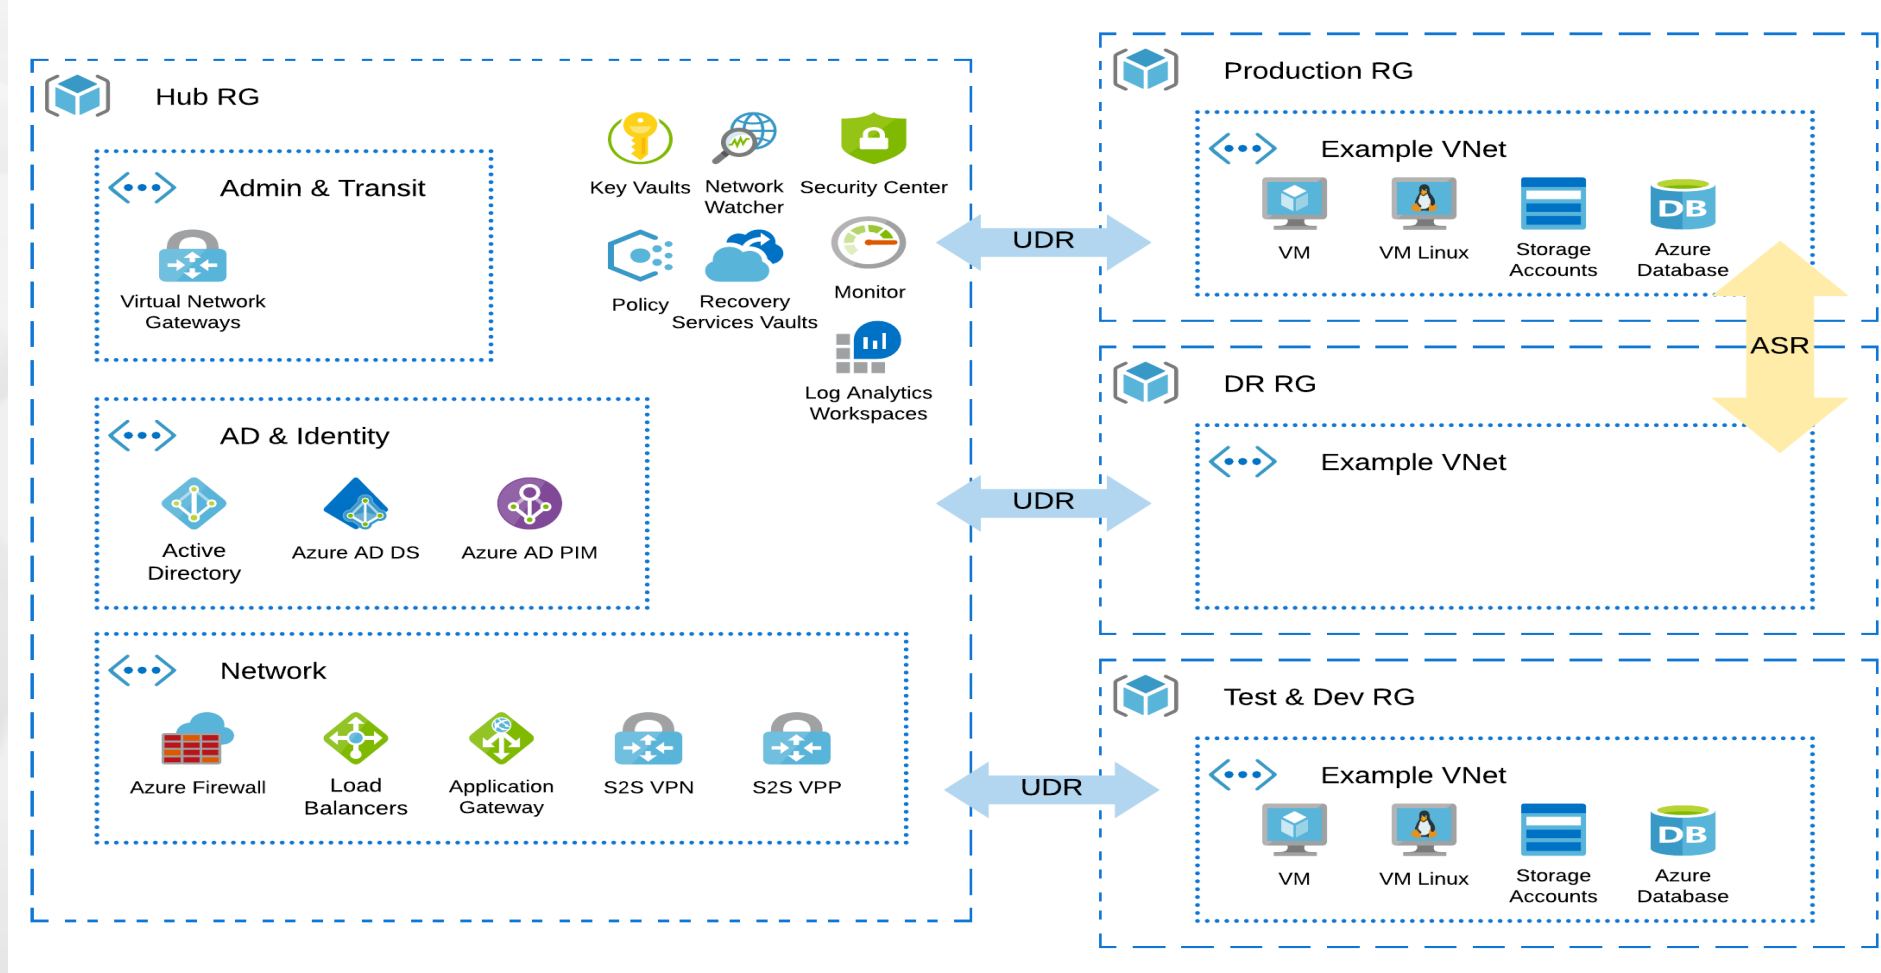 Hub RG
Admin & Transit
Virtual Network
Gateways
Key Vaults
Network
Watcher
Security Center
Policy
Recovery
Services Vaults
Monitor
Log Analytics
Workspaces
AD & Identity
Active
Directory
Azure AD DS
Azure AD PIM
Network
Azure Firewall
Load
Balancers
Application
Gateway
S2S VPN
S2S VPP
UDR
UDR
UDR
Production RG
Example VNet
VM
VM Linux
Storage
Accounts
DB
Azure
Database
ASR
DR RG
Example VNet
Test & Dev RG
Example VNet
VM
VM Linux
Storage
Accounts
DB
Azure
Database